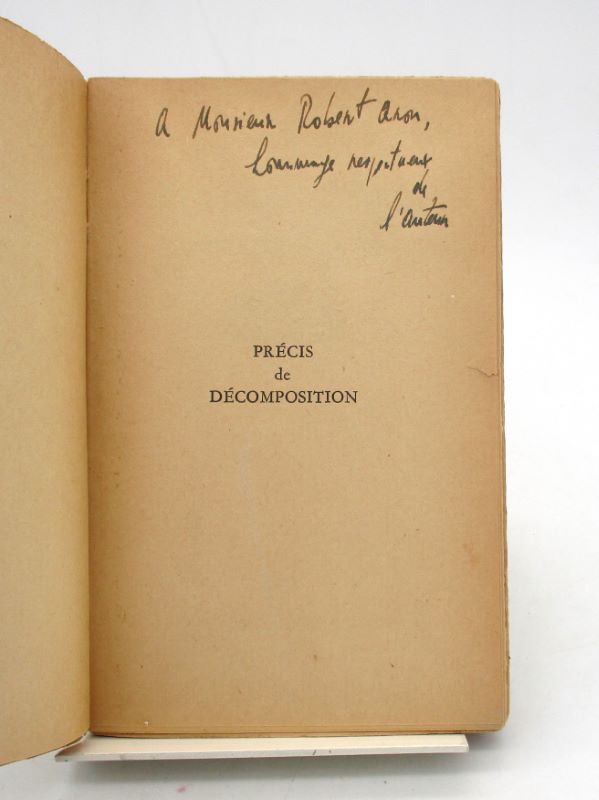 A Monsieur Robert Aron,
hommage respectueux
de
l'auteur
PRÉCIS
de
DÉCOMPOSITION